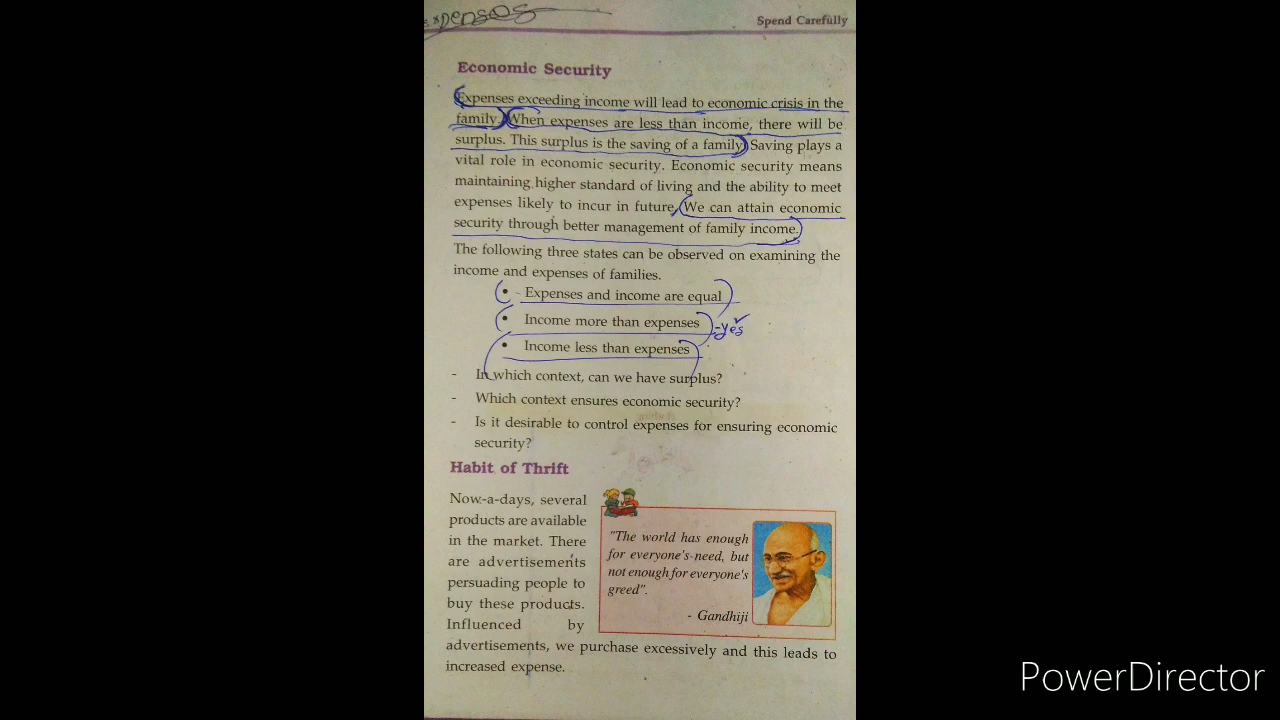 expenses
Spend Carefully
Economic Security
Expenses exceeding income will lead to economic crisis in the
family. When expenses are less than income, there will be
surplus. This surplus is the saving of a family. Saving plays a
vital role in economic security. Economic security means
maintaining higher standard of living and the ability to meet
expenses likely to incur in future. We can attain economic
security through better management of family income.
The following three states can be observed on examining the
income and expenses of families.
• Expenses and income are equal
• Income more than expenses -yes
• Income less than expenses
- In which context, can we have surplus?
- Which context ensures economic security?
- Is it desirable to control expenses for ensuring economic
security?
Habit of Thrift
Now-a-days, several
products are available
in the market. There
are advertisements
persuading people to
buy these products.
Influenced by
advertisements, we purchase excessively and this leads to
increased expense.
"The world has enough
for everyone's need, but
not enough for everyone's
greed".
- Gandhiji
PowerDirector